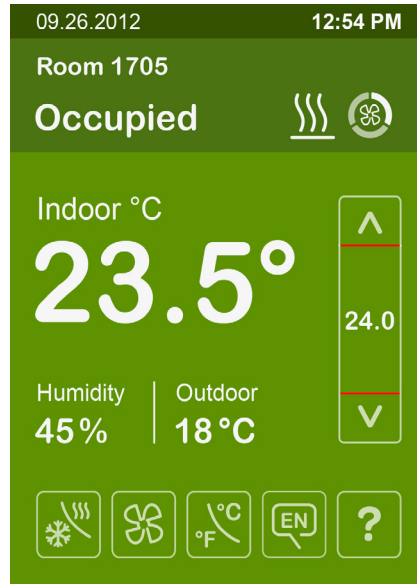 09.26.2012 12:54 PM
Room 1705
Occupied
Indoor °C
23.5°
24.0
Humidity Outdoor
45% 18°C
°F °C EN ?